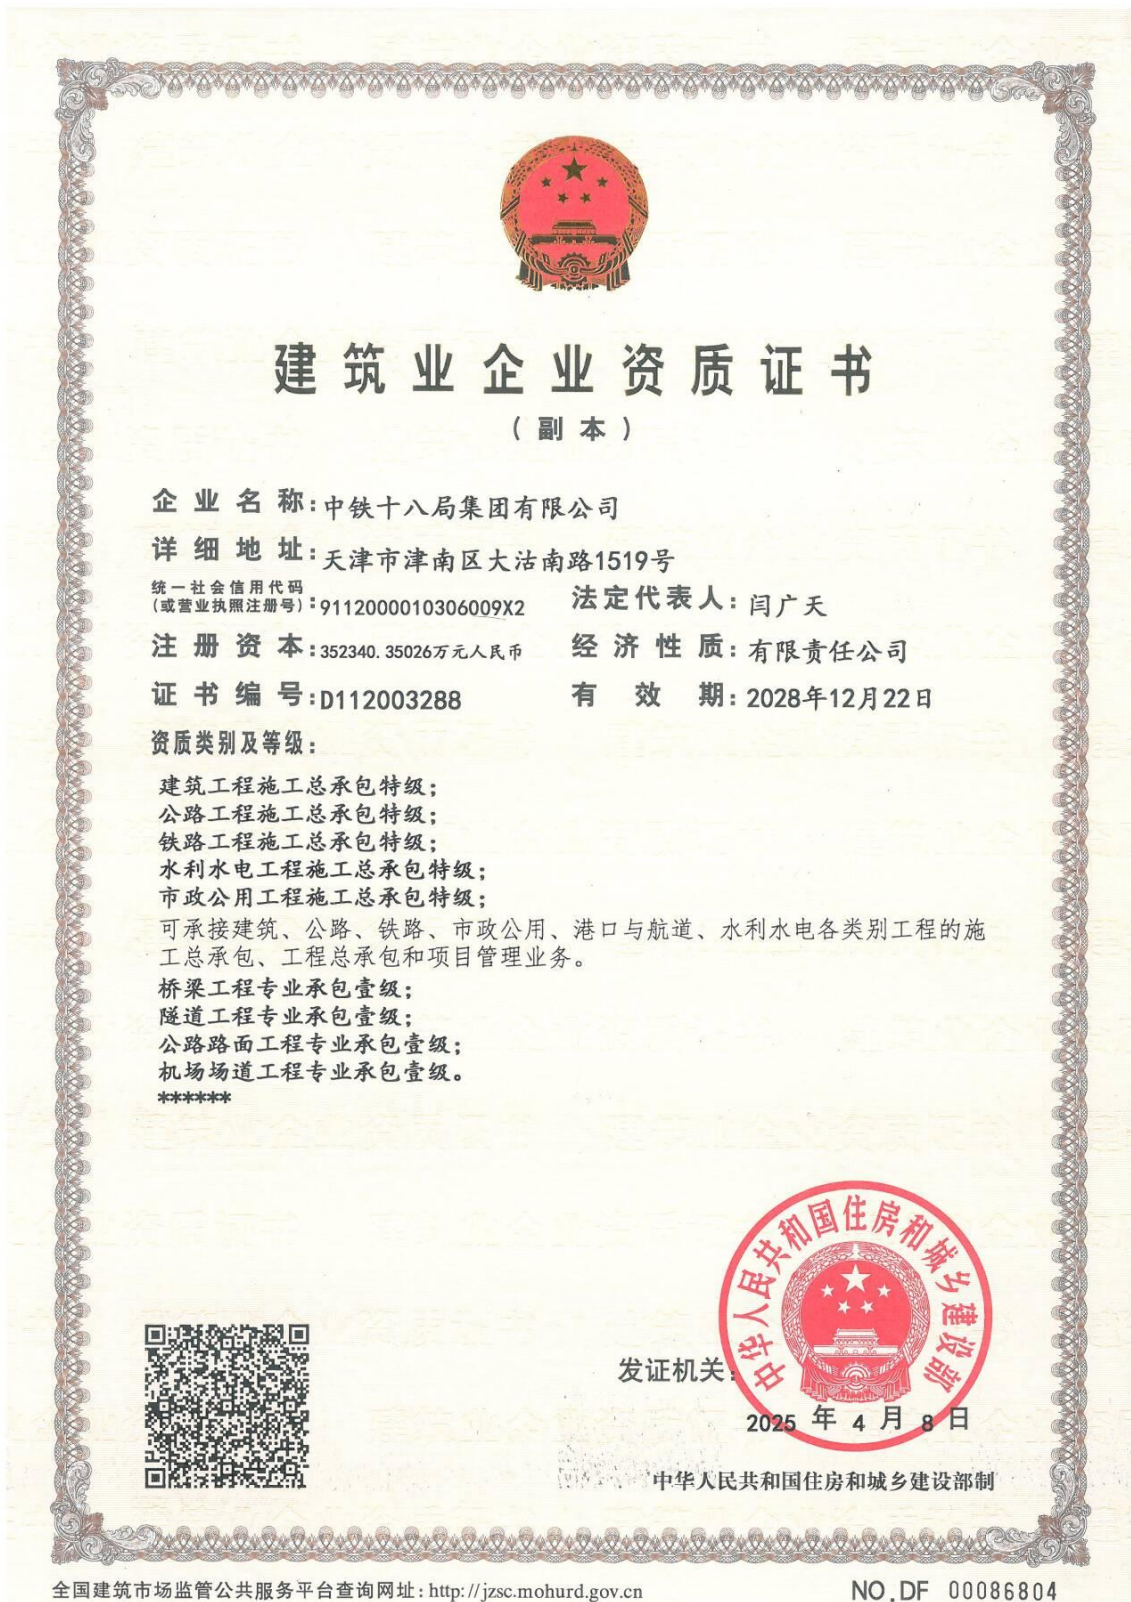 建筑业企业资质证书
（副本）
企业名称：中铁十八局集团有限公司
详细地址：天津市津南区大沽南路1519号
统一社会信用代码
(或营业执照注册号)：9112000010306009X2 法定代表人：闫广天
注册资本：352340.35026万元人民币 经济性质：有限责任公司
证书编号：D112003288 有效期：2028年12月22日
资质类别及等级：
建筑工程施工总承包特级；
公路工程施工总承包特级；
铁路工程施工总承包特级；
水利水电工程施工总承包特级；
市政公用工程施工总承包特级；
可承接建筑、公路、铁路、市政公用、港口与航道、水利水电各类别工程的施
工总承包、工程总承包和项目管理业务。
桥梁工程专业承包壹级；
隧道工程专业承包壹级；
公路路面工程专业承包壹级；
机场场道工程专业承包壹级。
******
中华人民共和国住房和城乡建设部
发证机关：
2025年4月8日
中华人民共和国住房和城乡建设部制
全国建筑市场监管公共服务平台查询网址：http://jzsc.mohurd.gov.cn
NO.DF 00086804